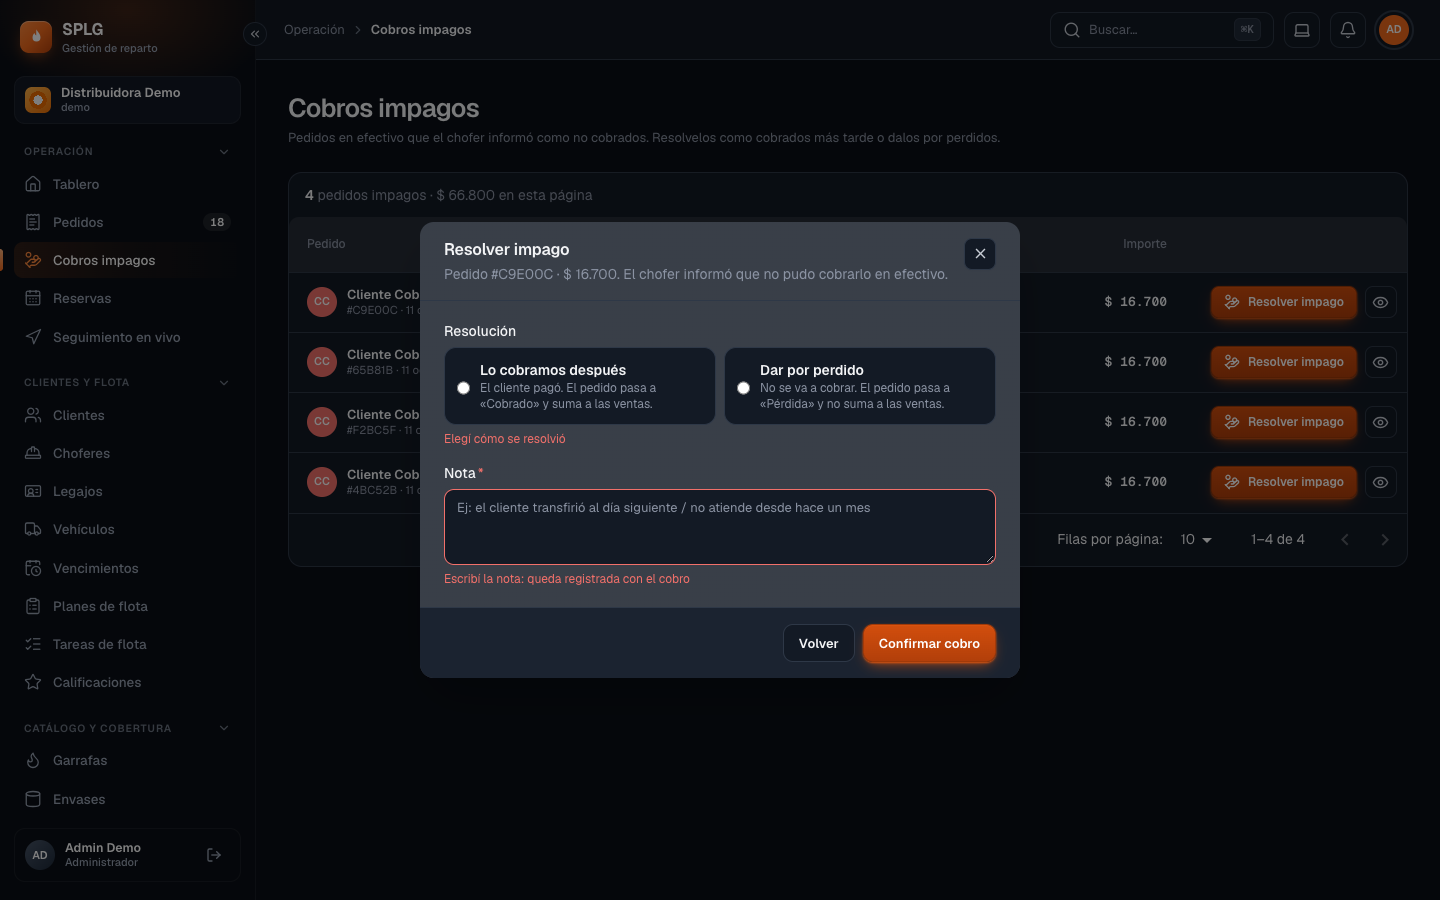 SPLG
Gestión de reparto
Operación
Cobros impagos
Buscar...
⌘K
AD
Distribuidora Demo
demo
OPERACIÓN
Tablero
Pedidos
18
Cobros impagos
Reservas
Seguimiento en vivo
CLIENTES Y FLOTA
Clientes
Choferes
Legajos
Vehículos
Vencimientos
Planes de flota
Tareas de flota
Calificaciones
CATÁLOGO Y COBERTURA
Garrafas
Envases
AD
Admin Demo
Administrador
Cobros impagos
Pedidos en efectivo que el chofer informó como no cobrados. Resolvelos como cobrados más tarde o dalos por perdidos.
4 pedidos impagos · $ 66.800 en esta página
Pedido
Importe
CC
Cliente Cob
#C9E00C · 11
$ 16.700
Resolver impago
CC
Cliente Cob
#65B81B · 11
$ 16.700
Resolver impago
CC
Cliente Cob
#F2BC5F · 11
$ 16.700
Resolver impago
CC
Cliente Cob
#4BC52B · 11
$ 16.700
Resolver impago
Filas por página:
10
1–4 de 4
Resolver impago
Pedido #C9E00C · $ 16.700. El chofer informó que no pudo cobrarlo en efectivo.
Resolución
Lo cobramos después
El cliente pagó. El pedido pasa a
«Cobrado» y suma a las ventas.
Dar por perdido
No se va a cobrar. El pedido pasa a
«Pérdida» y no suma a las ventas.
Elegí cómo se resolvió
Nota *
Ej: el cliente transfirió al día siguiente / no atiende desde hace un mes
Escribí la nota: queda registrada con el cobro
Volver
Confirmar cobro